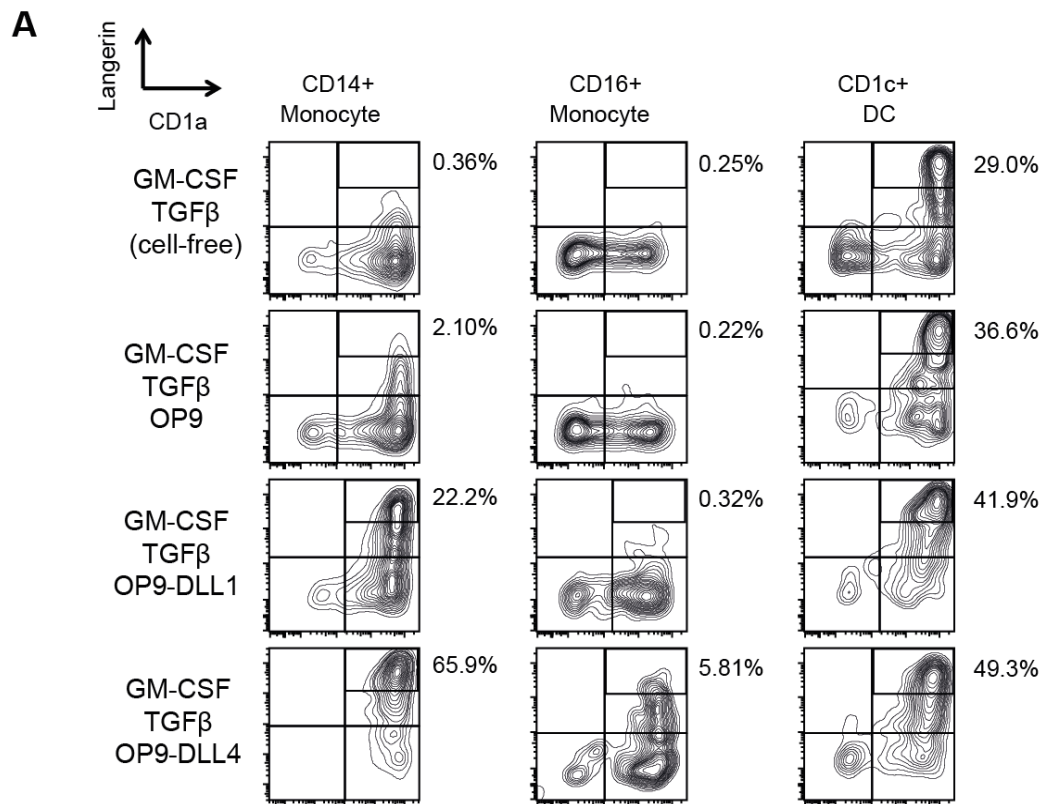 A
Langerin
CD1a
CD14+
Monocyte
CD16+
Monocyte
CD1c+
DC
GM-CSF
TGFβ
(cell-free)
0.36%
0.25%
29.0%
GM-CSF
TGFβ
OP9
2.10%
0.22%
36.6%
GM-CSF
TGFβ
OP9-DLL1
22.2%
0.32%
41.9%
GM-CSF
TGFβ
OP9-DLL4
65.9%
5.81%
49.3%